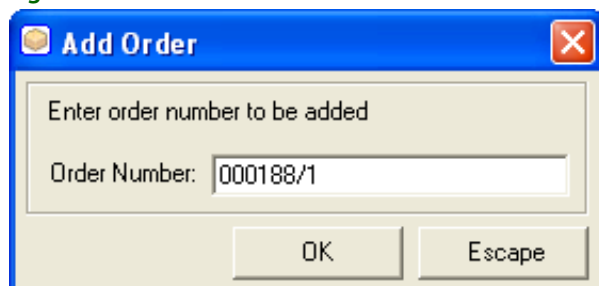 Add Order
Enter order number to be added
Order Number: 000188/1
OK Escape